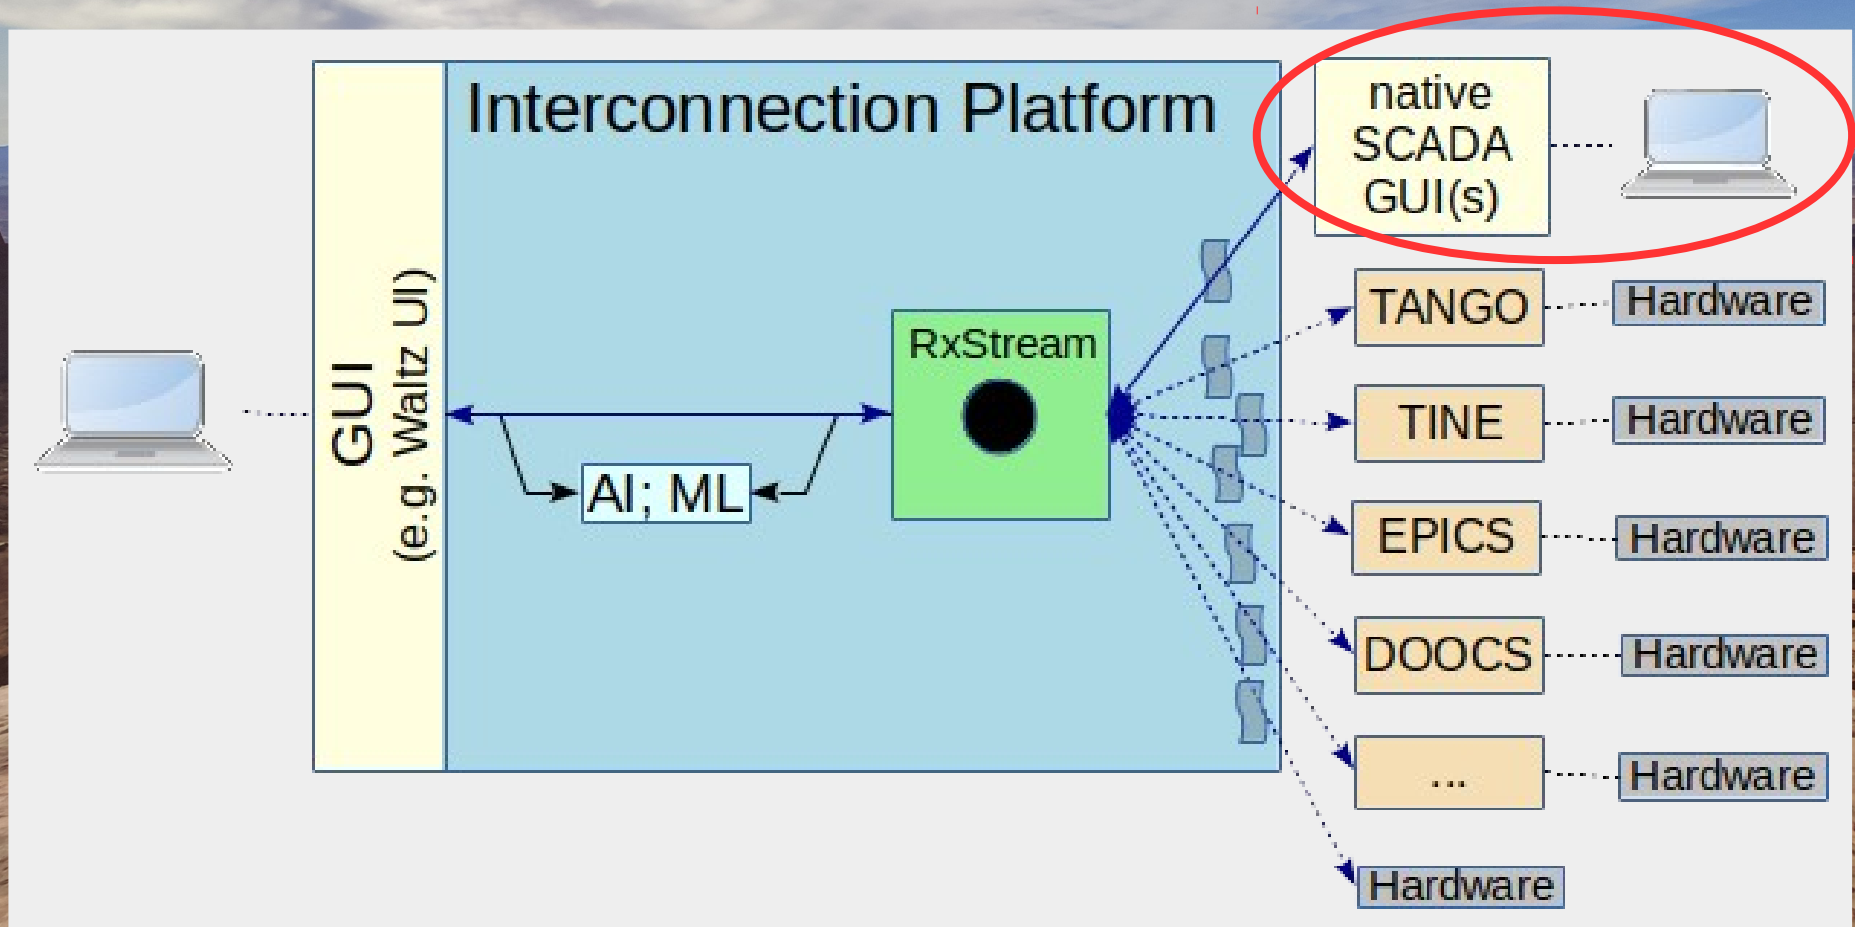 Interconnection Platform
GUI
(e.g. Waltz UI)
AI; ML
RxStream
native
SCADA
GUI(s)
TANGO
Hardware
TINE
Hardware
EPICS
Hardware
DOOCS
Hardware
...
Hardware
Hardware